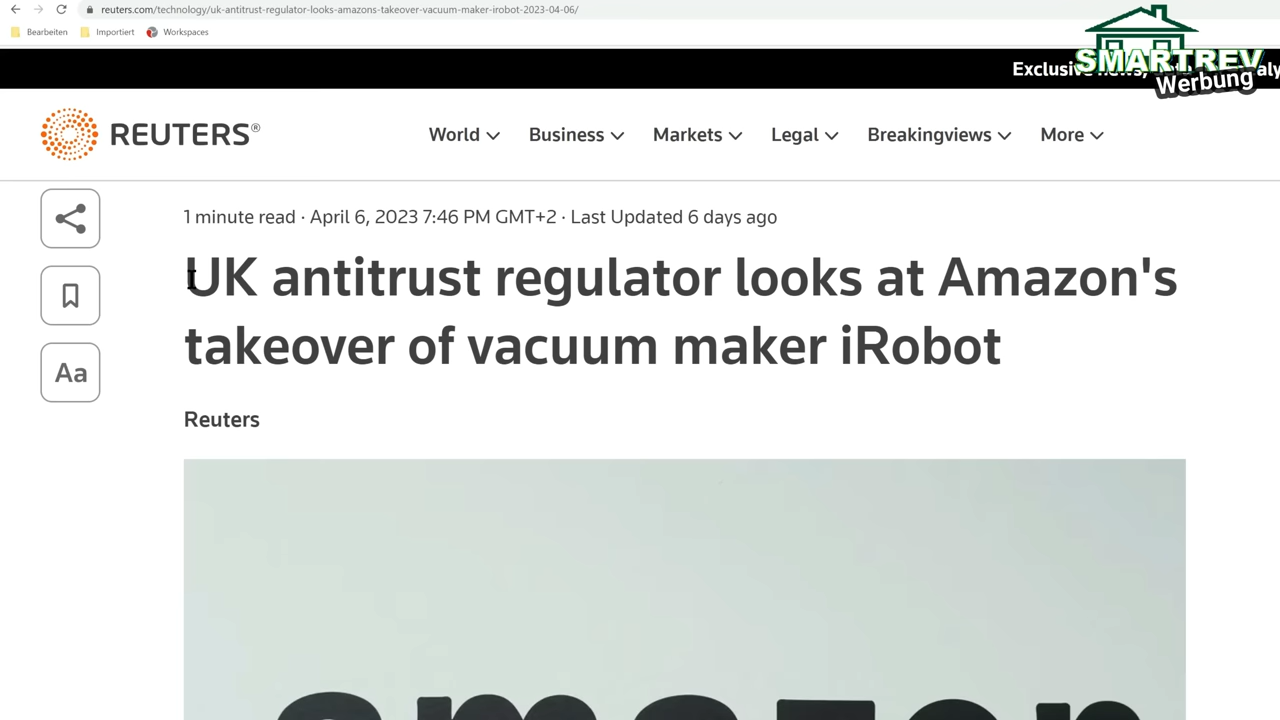 reuters.com/technology/uk-antitrust-regulator-looks-amazons-takeover-vacuum-maker-irobot-2023-04-06/
Bearbeiten Importiert Workspaces
SMARTREV
Werbung
REUTERS®
World Business Markets Legal Breakingviews More
1 minute read · April 6, 2023 7:46 PM GMT+2 · Last Updated 6 days ago
UK antitrust regulator looks at Amazon's
takeover of vacuum maker iRobot
Aa
Reuters
amazon